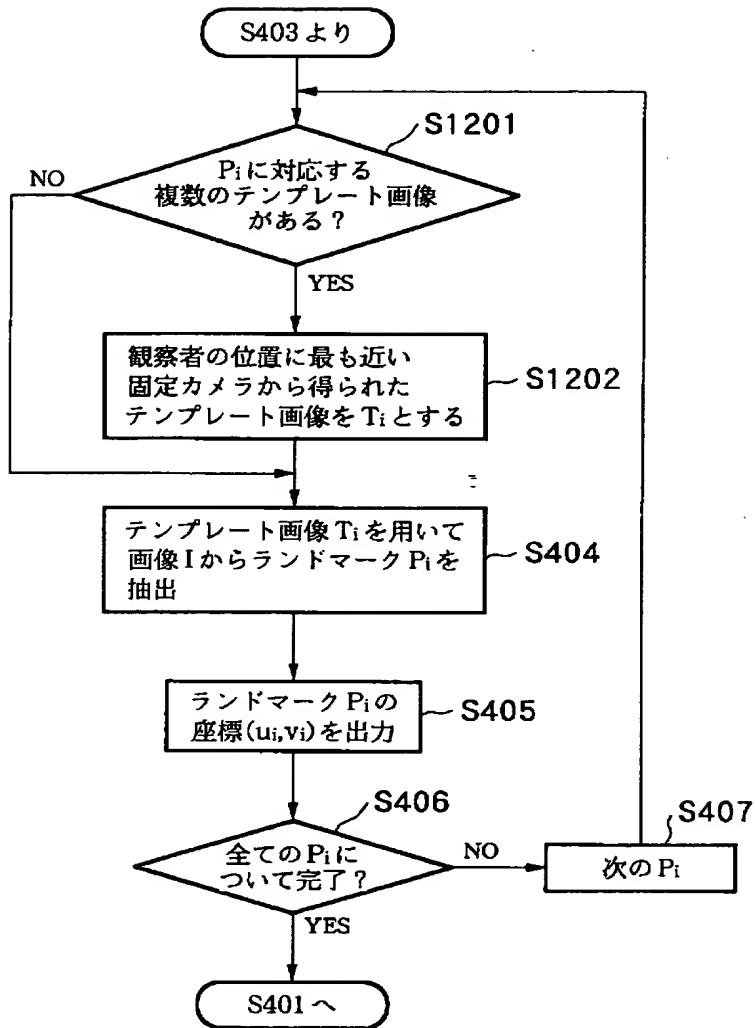 S403より
S1201
Piに対応する
複数のテンプレート画像
がある?
NO
YES
観察者の位置に最も近い
固定カメラから得られた
テンプレート画像をTiとする
S1202
テンプレート画像Tiを用いて
画像IからランドマークPiを
抽出
S404
ランドマークPiの
座標(ui,vi)を出力
S405
S406
全てのPiに
ついて完了?
NO
S407
次のPi
YES
S401へ